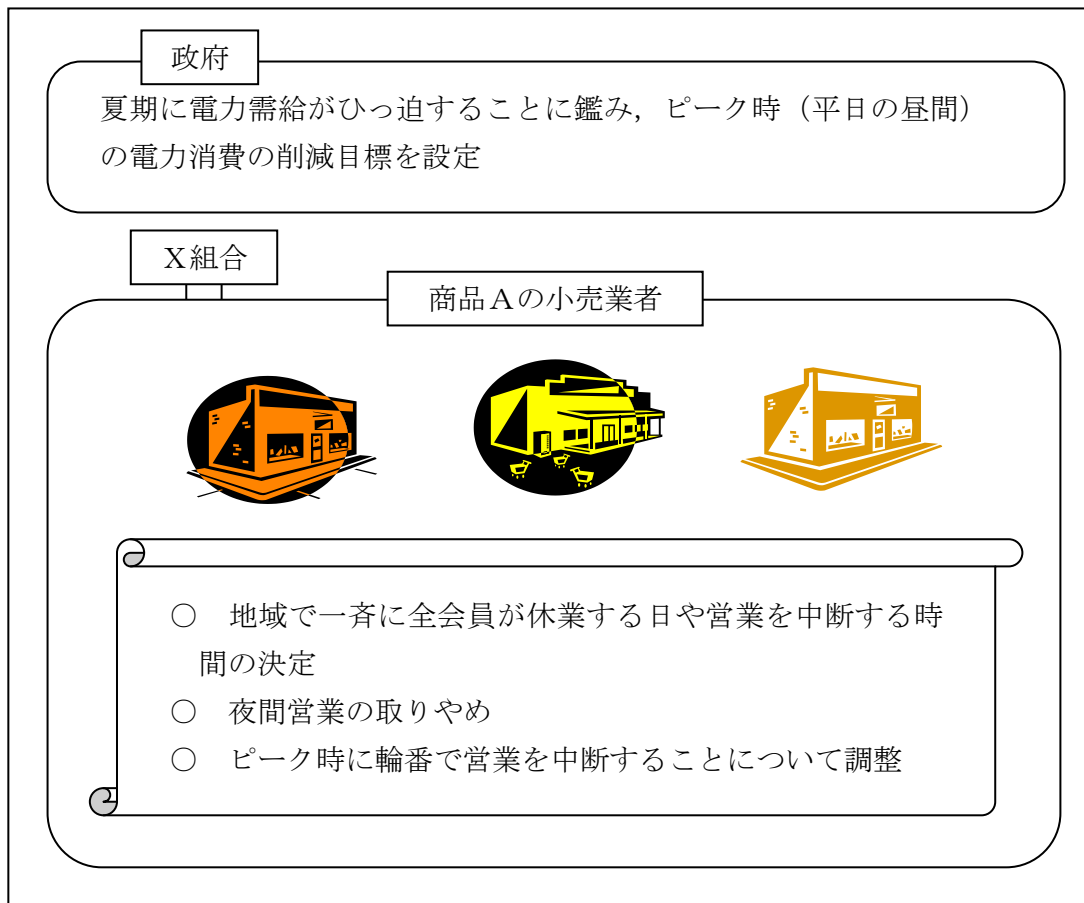 政府
夏期に電力需給がひっ迫することに鑑み，ピーク時（平日の昼間）
の電力消費の削減目標を設定
Ｘ組合
商品Ａの小売業者
○　地域で一斉に全会員が休業する日や営業を中断する時
間の決定
○　夜間営業の取りやめ
○　ピーク時に輪番で営業を中断することについて調整